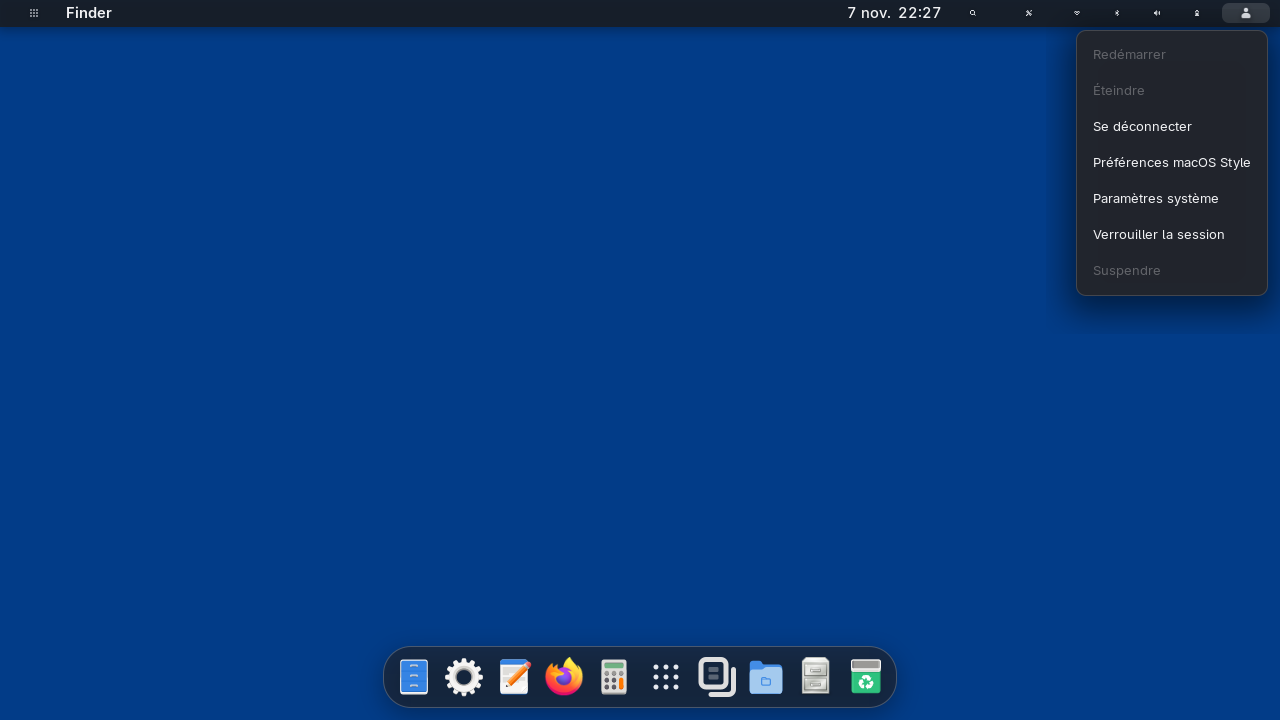 Finder
7 nov. 22:27
Redémarrer
Éteindre
Se déconnecter
Préférences macOS Style
Paramètres système
Verrouiller la session
Suspendre